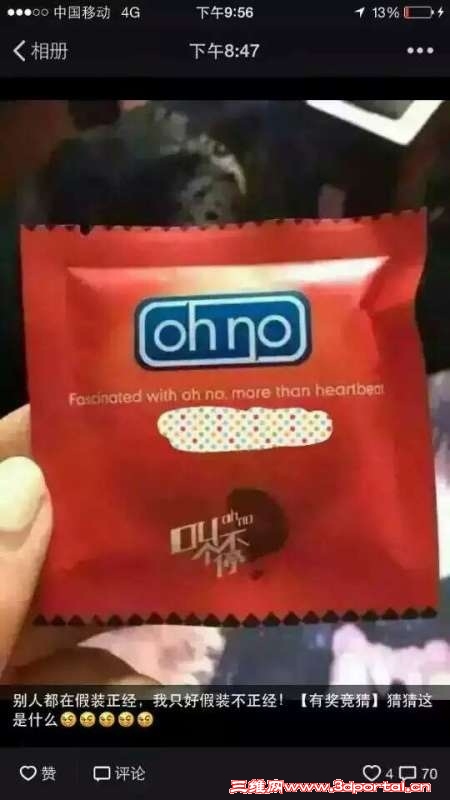 中国移动 4G 下午9:56 13%
相册 下午8:47
oh no
Fascinated with oh no, more than heartbeat
oh no
叫个不停
别人都在假装正经，我只好假装不正经！【有奖竟猜】猜猜这
是什么
赞 评论 4 70
三维网www.3dportal.cn